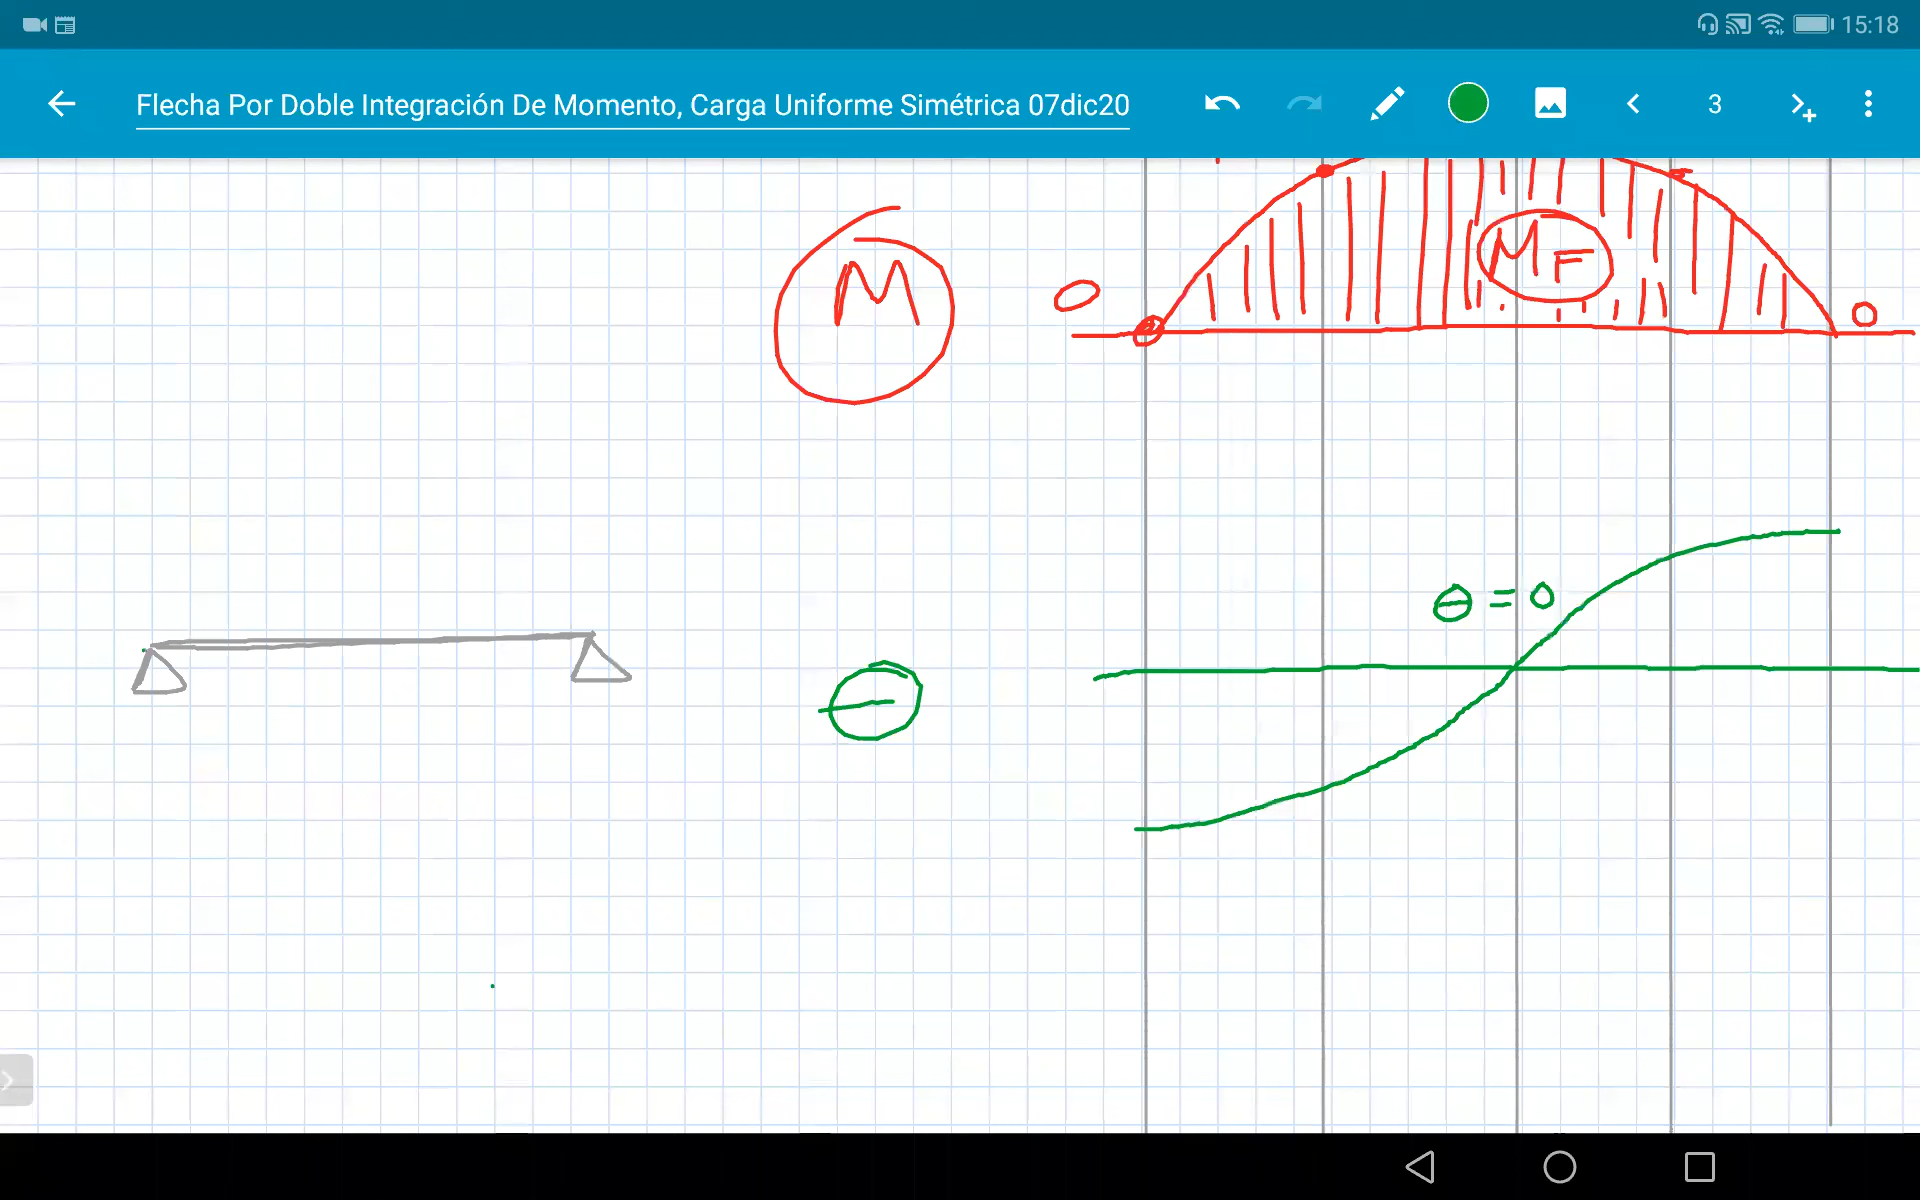 15:18
Flecha Por Doble Integración De Momento, Carga Uniforme Simétrica 07dic20
3
M
0
MF
0
θ = 0
θ